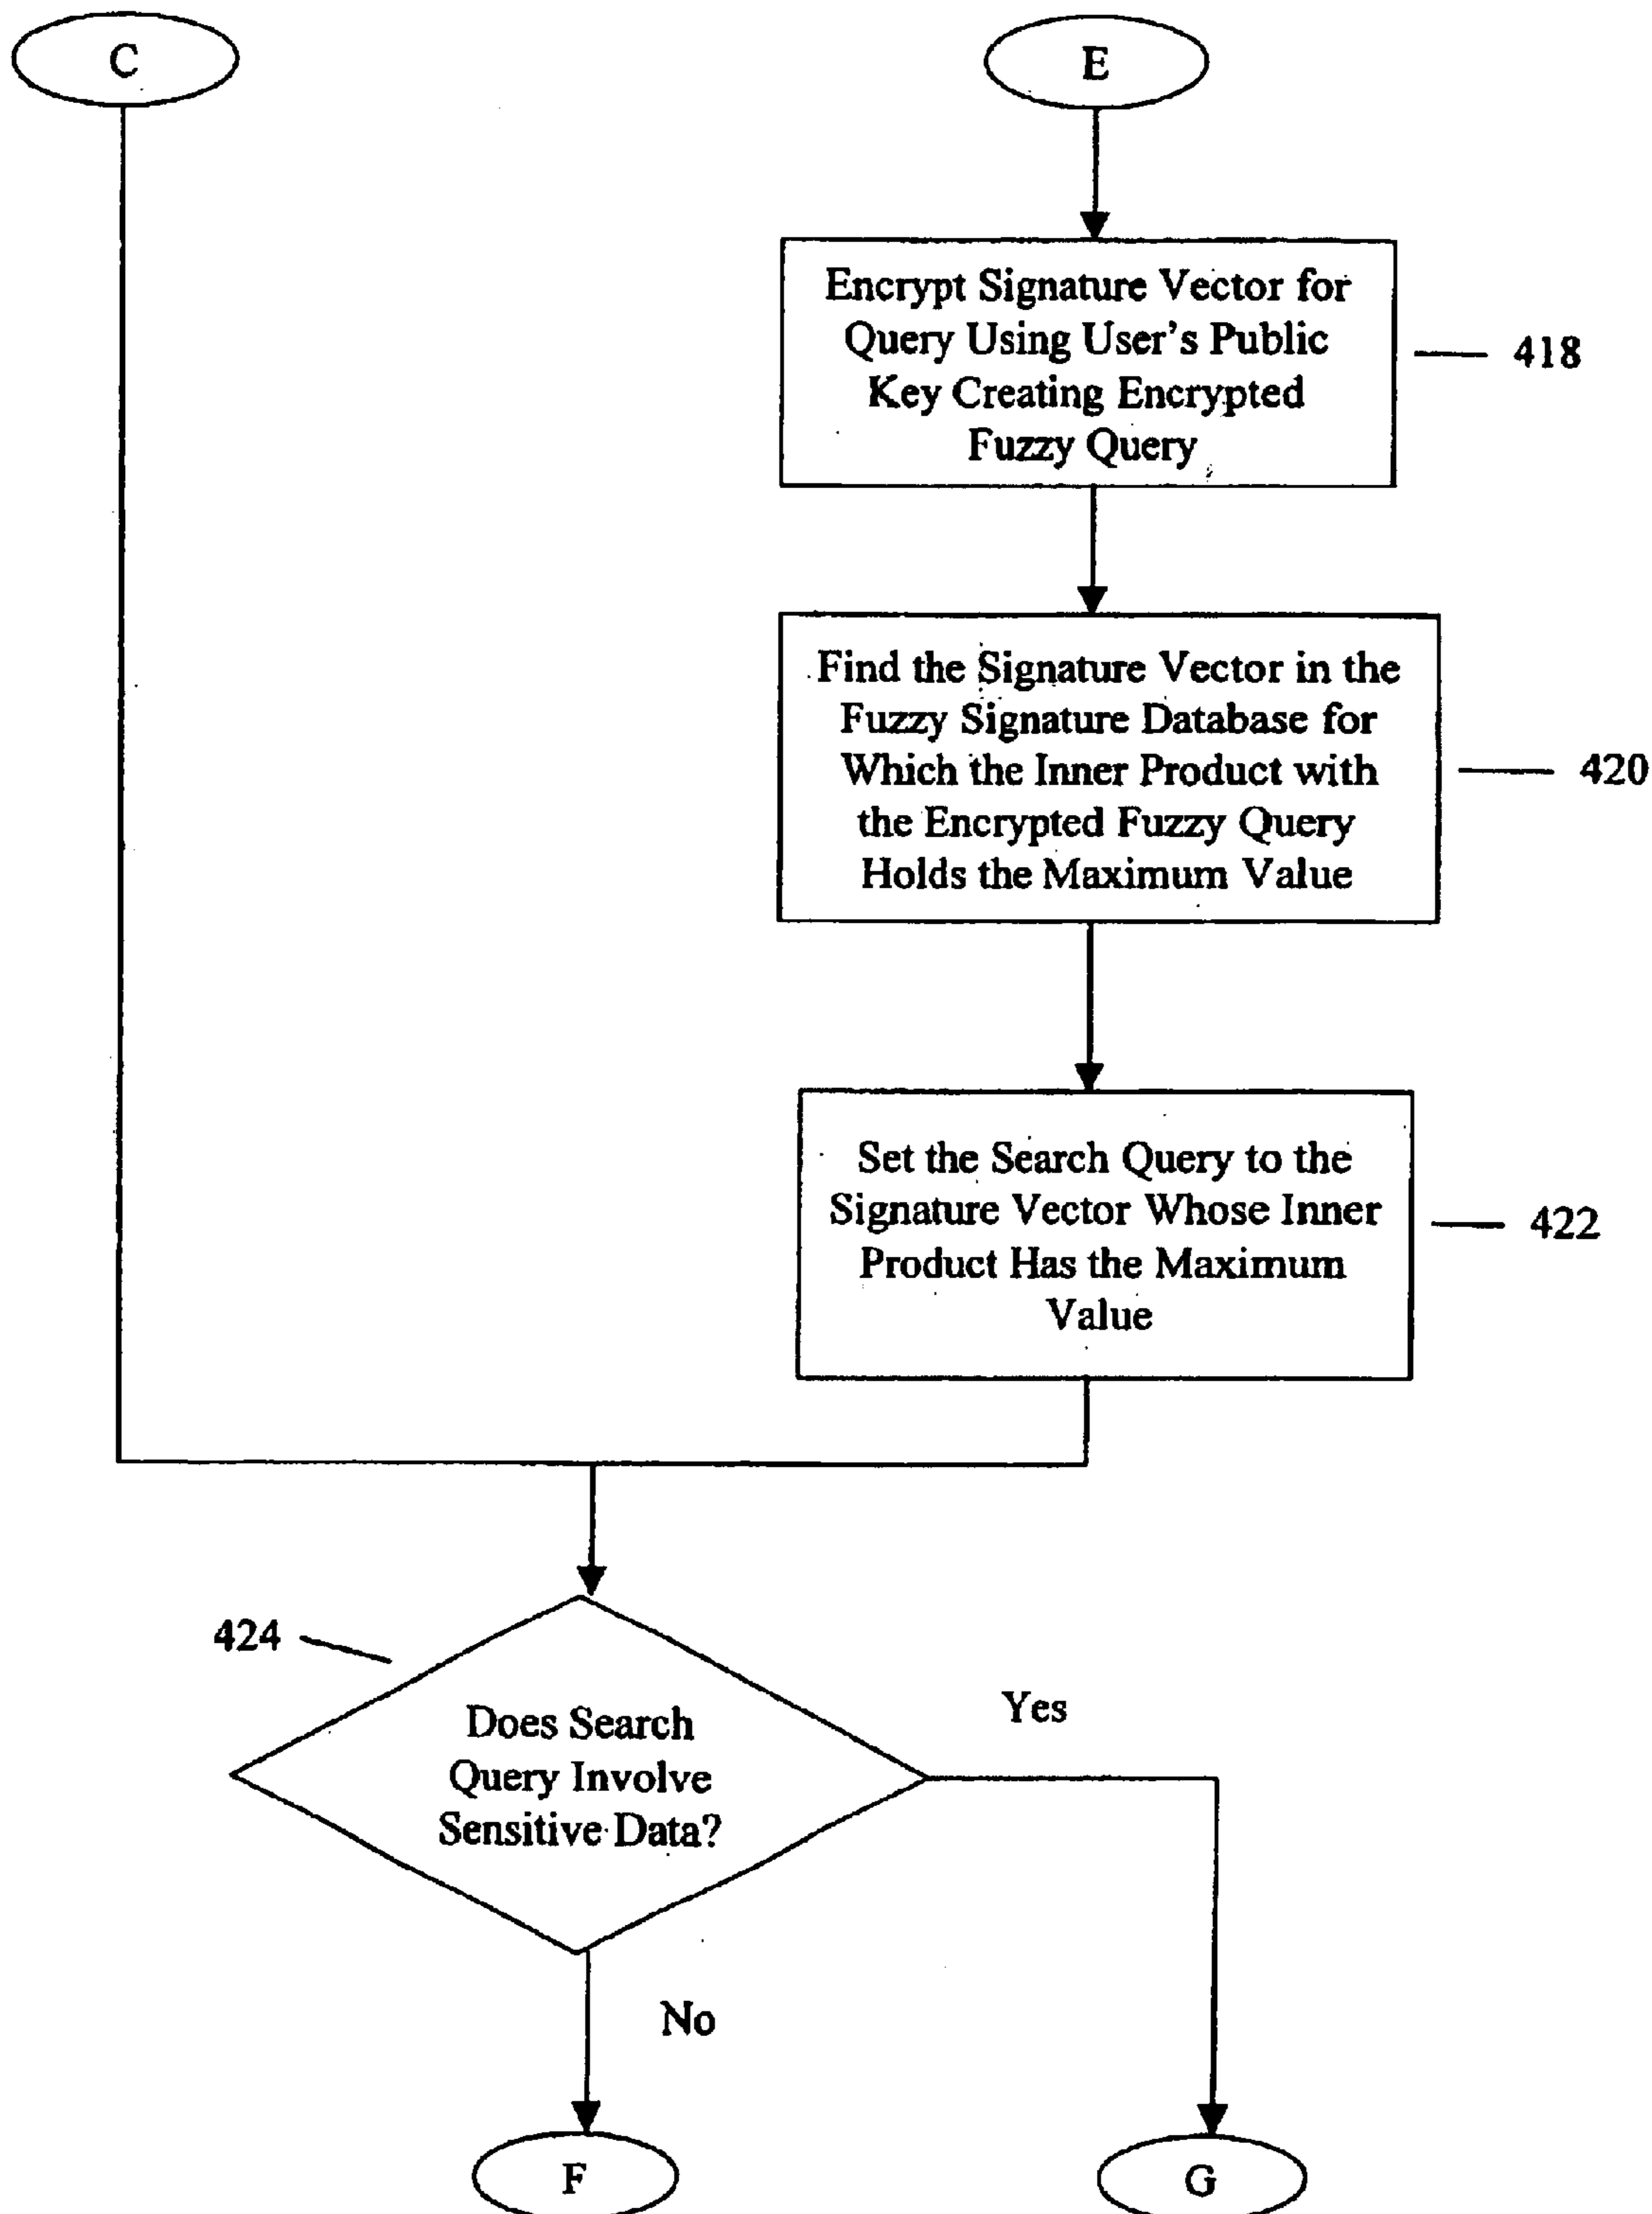 C
E
Encrypt Signature Vector for
Query Using User's Public
Key Creating Encrypted
Fuzzy Query
418
Find the Signature Vector in the
Fuzzy Signature Database for
Which the Inner Product with
the Encrypted Fuzzy Query
Holds the Maximum Value
420
Set the Search Query to the
Signature Vector Whose Inner
Product Has the Maximum
Value
422
424
Does Search
Query Involve
Sensitive Data?
Yes
No
F
G